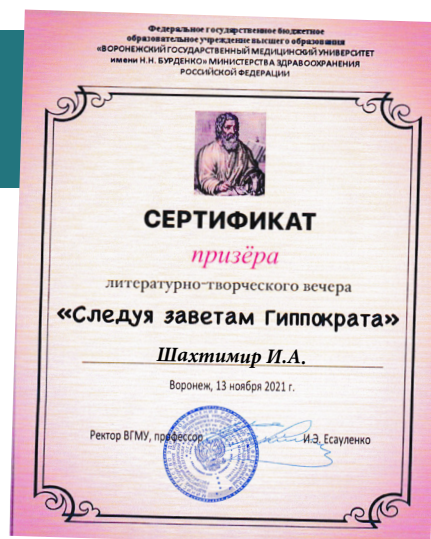 Федеральное государственное бюджетное
образовательное учреждение высшего образования
«ВОРОНЕЖСКИЙ ГОСУДАРСТВЕННЫЙ МЕДИЦИНСКИЙ УНИВЕРСИТЕТ
имени Н.Н. БУРДЕНКО» МИНИСТЕРСТВА ЗДРАВООХРАНЕНИЯ
РОССИЙСКОЙ ФЕДЕРАЦИИ
СЕРТИФИКАТ
призёра
литературно-творческого вечера
«Следуя заветам Гиппократа»
Шахтимир И.А.
Воронеж, 13 ноября 2021 г.
Ректор ВГМУ, профессор И.Э. Есауленко